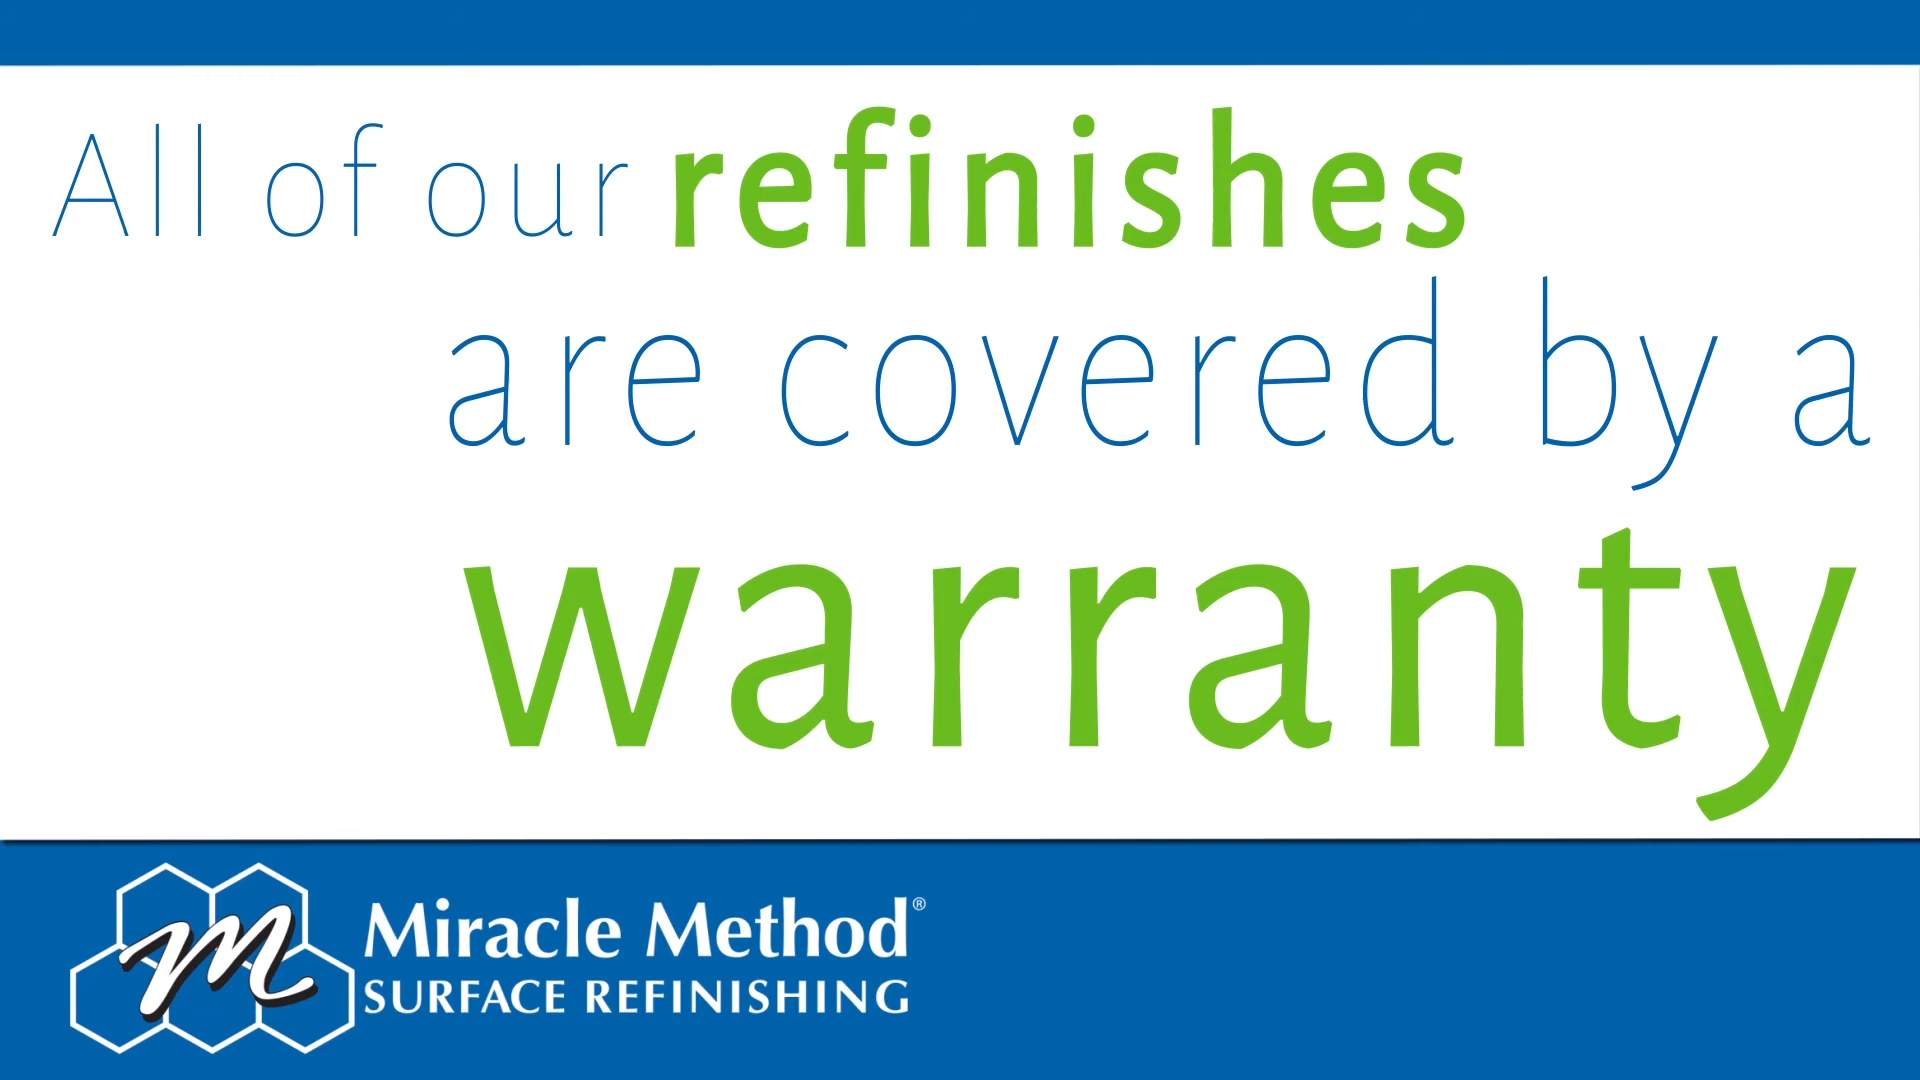 All of our refinishes
are covered by a
warranty
Miracle Method®
SURFACE REFINISHING